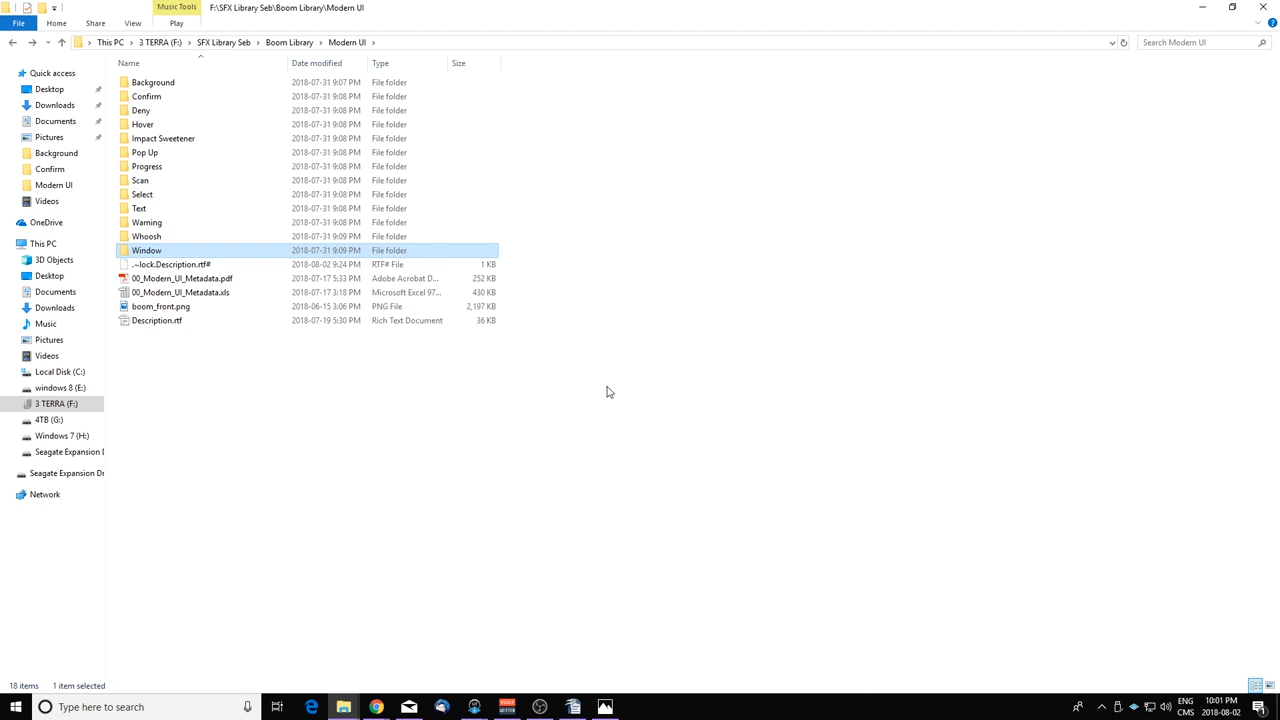 Music Tools F:\SFX Library Seb\Boom Library\Modern UI
File Home Share View Play
This PC 3 TERRA (F:) SFX Library Seb Boom Library Modern UI Search Modern UI
Name Date modified Type Size
Quick access
Desktop
Downloads
Documents
Pictures
Background
Confirm
Modern UI
Videos
OneDrive
This PC
3D Objects
Desktop
Documents
Downloads
Music
Pictures
Videos
Local Disk (C:)
windows 8 (E:)
3 TERRA (F:)
4TB (G:)
Windows 7 (H:)
Seagate Expansion D
Seagate Expansion Dr
Network
Background 2018-07-31 9:07 PM File folder
Confirm 2018-07-31 9:08 PM File folder
Deny 2018-07-31 9:08 PM File folder
Hover 2018-07-31 9:08 PM File folder
Impact Sweetener 2018-07-31 9:08 PM File folder
Pop Up 2018-07-31 9:08 PM File folder
Progress 2018-07-31 9:08 PM File folder
Scan 2018-07-31 9:08 PM File folder
Select 2018-07-31 9:08 PM File folder
Text 2018-07-31 9:08 PM File folder
Warning 2018-07-31 9:08 PM File folder
Whoosh 2018-07-31 9:09 PM File folder
Window 2018-07-31 9:09 PM File folder
.~lock.Description.rtf# 2018-08-02 9:24 PM RTF# File 1 KB
00_Modern_UI_Metadata.pdf 2018-07-17 5:33 PM Adobe Acrobat D... 252 KB
00_Modern_UI_Metadata.xls 2018-07-17 3:18 PM Microsoft Excel 97... 430 KB
boom_front.png 2018-06-15 3:06 PM PNG File 2,197 KB
Description.rtf 2018-07-19 5:30 PM Rich Text Document 36 KB
18 items 1 item selected
Type here to search
ENG 10:01 PM
CMS 2018-08-02